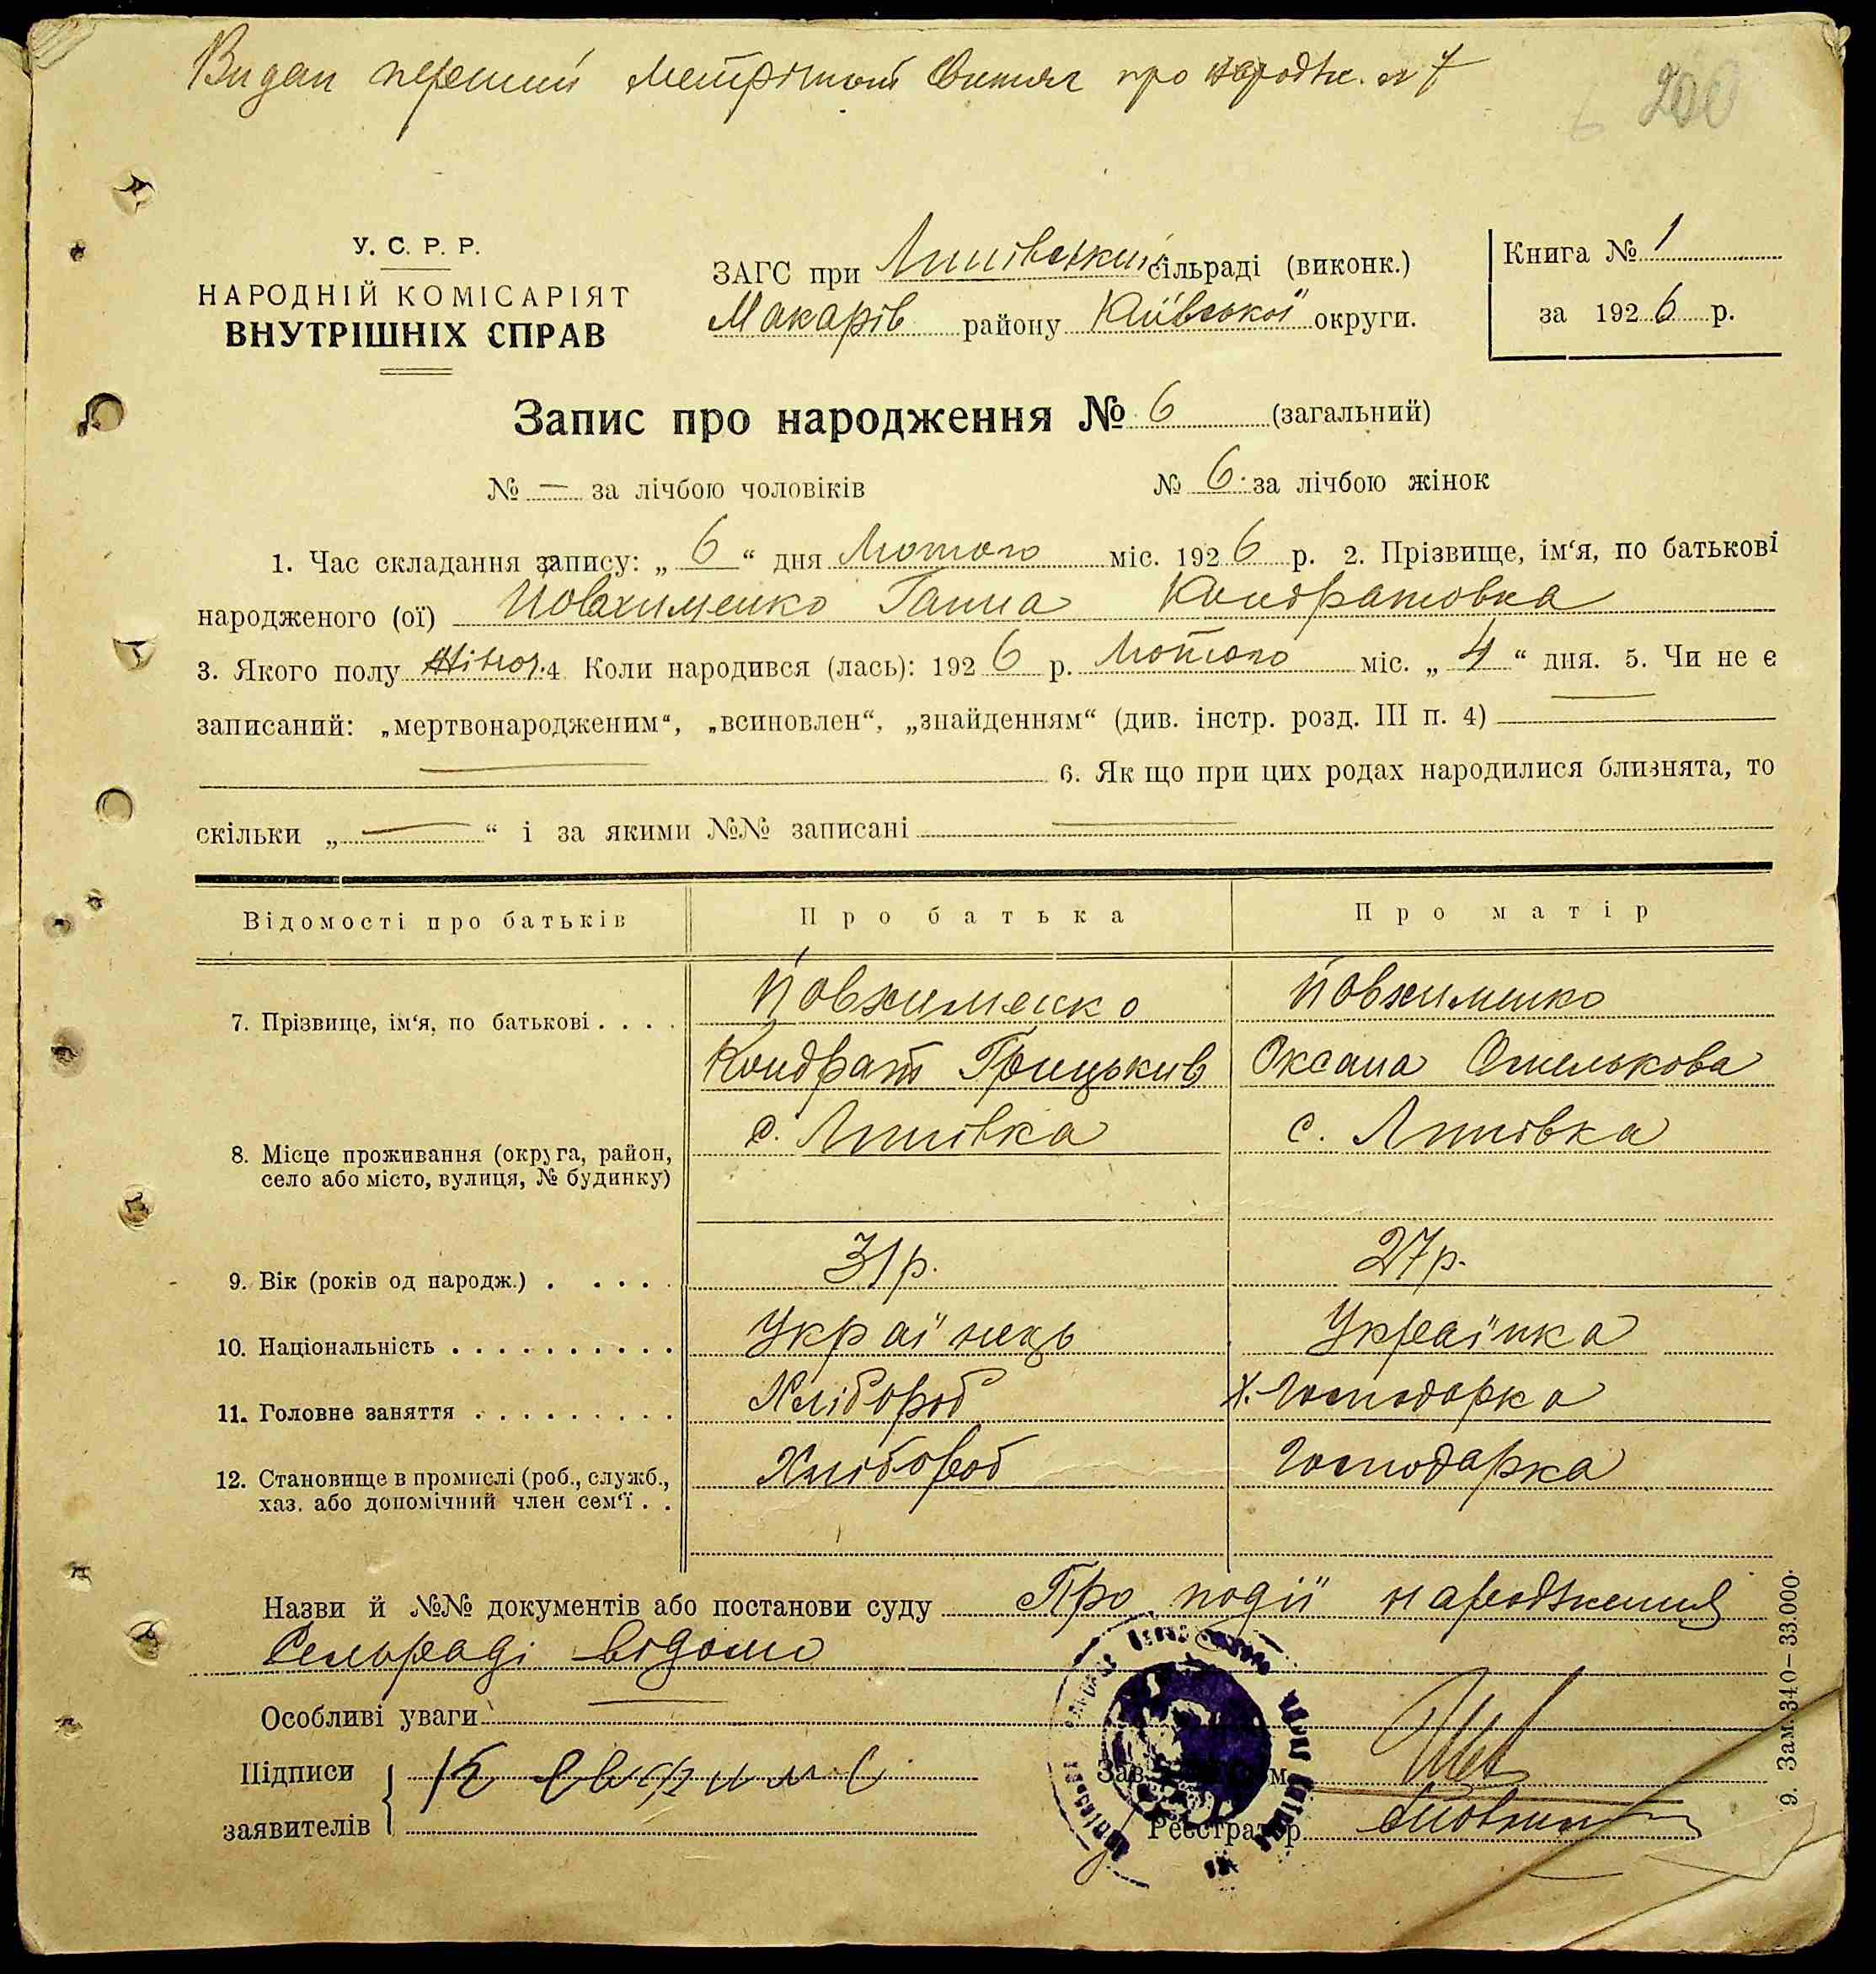 Видан перший метричний витяг про народж. № 7
200
6
У. С. Р. Р.
НАРОДНІЙ КОМІСАРІЯТ
ВНУТРІШНІХ СПРАВ
ЗАГС при Липівській сільраді (виконк.)
Макарів району Київської округи.
Книга № 1
за 1926 р.
Запис про народження № 6 (загальний)
№ — за лічбою чоловіків № 6 за лічбою жінок
1. Час складання запису: „ 6 “ дня Лютого міс. 1926 р. 2. Прізвище, ім‘я, по батькові
народженого (ої) Йовхименко Ганна Кондратовна
3. Якого полу Жіноч. 4 Коли народився (лась): 1926 р. Лютого міс. „ 4 “ дня. 5. Чи не є
записаний: „мертвонародженим“, „всиновлен“, „знайденням“ (див. інстр. розд. III п. 4) —
— 6. Як що при цих родах народилися близнята, то
скільки „ — “ і за якими №№ записані —
Відомості про батьків Про батька Про матір
7. Прізвище, ім‘я, по батькові . . . . Йовхименко Йовхименко
Кондрат Грицькив Оксана Омелькова
8. Місце проживання (округа, район, с. Липівка с. Липівка
село або місто, вулиця, № будинку)
9. Вік (років од народж.) . . . . . 31 р. 27 р.
10. Національність . . . . . . . . . . Українець Українка
11. Головне заняття . . . . . . . . . Хлібороб Х. Господарка
12. Становище в промислі (роб., служб., Хлібороб Господарка
хаз. або допомічний член сем‘ї . .
Назви й №№ документів або постанови суду Про події народження
Сельраді відомо
Особливі уваги —
Підписи
заявителів
Зав.
Реєстратор
9. Зам. 340—33.000.